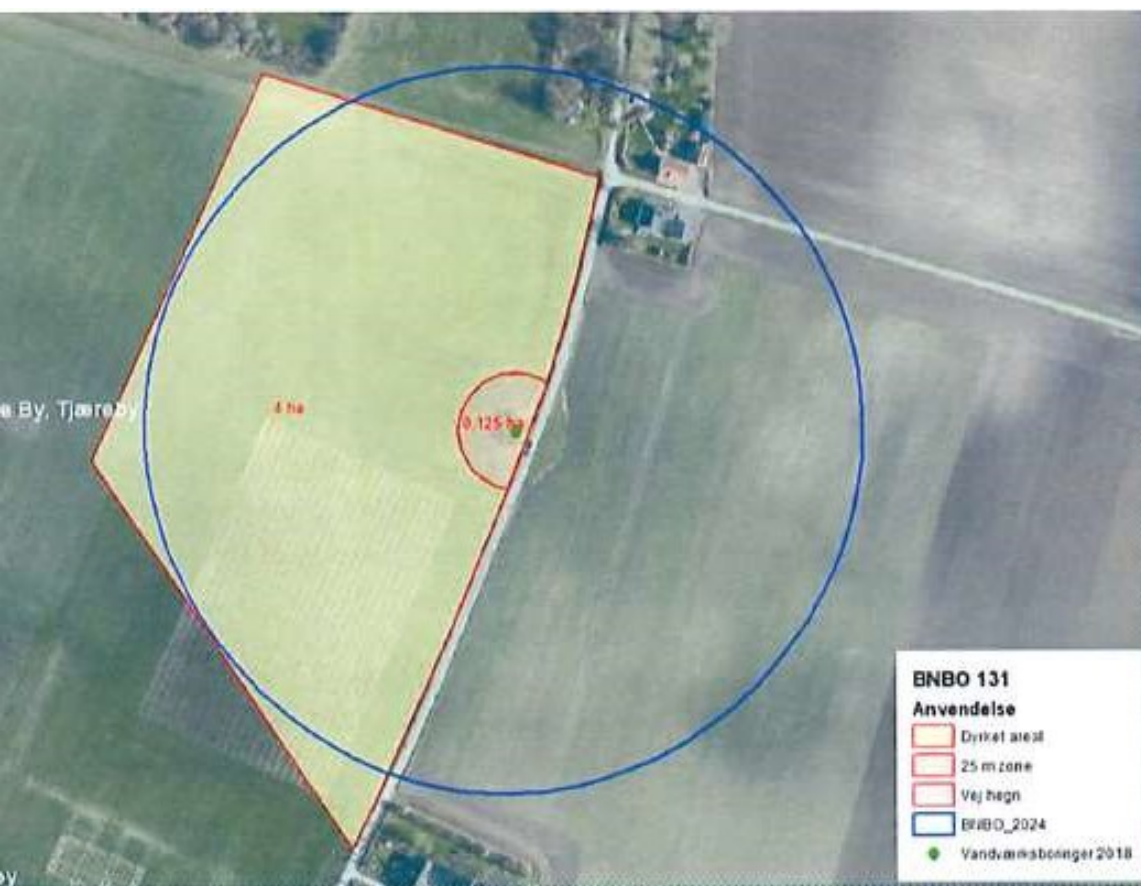 e By, Tjæreby
4 ha
0,125 ha
BNBO 131
Anvendelse
Dyrket areal
25 m zone
Vej hegn
BNBO_2024
Vandværksboringer 2018
by